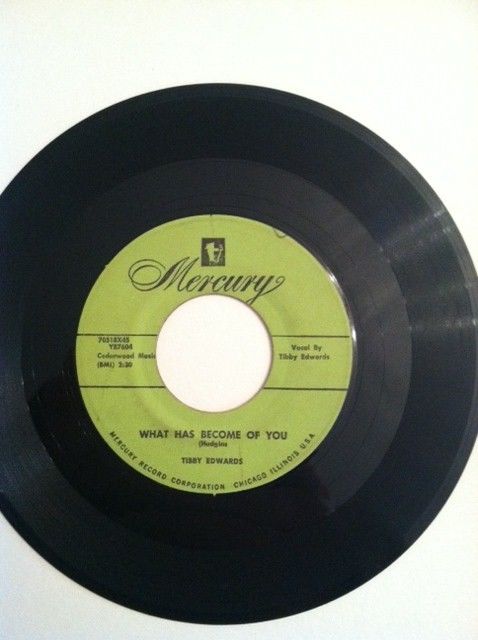 Mercury
70518X45
YB7604
Cedarwood Music
(BMI) 2:30
Vocal By
Tibby Edwards
WHAT HAS BECOME OF YOU
(Hudgins
TIBBY EDWARDS
MERCURY RECORD CORPORATION CHICAGO ILLINOIS U.S.A